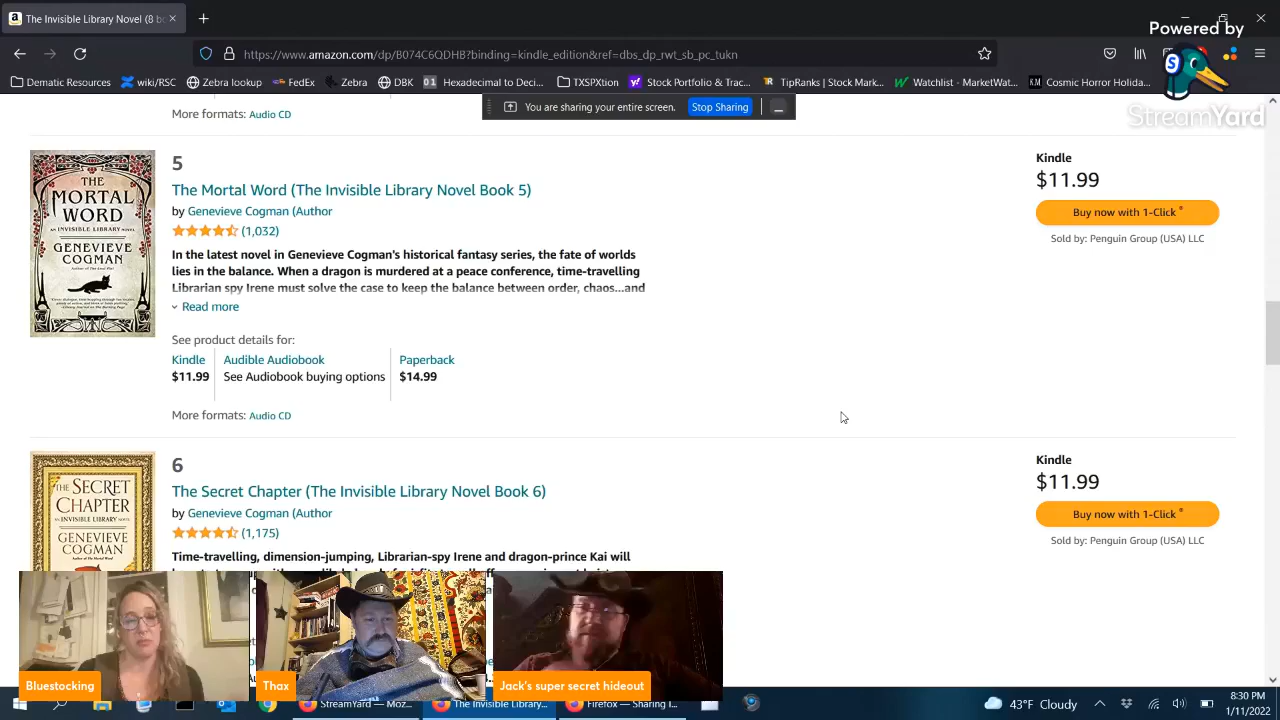 The Invisible Library Novel (8 b
Powered by
https://www.amazon.com/dp/B074C6QDH8?binding=kindle_edition&ref=dbs_dp_rwt_sb_pc_tukn
Dematic Resources
wiki/RSC
Zebra lookup
FedEx
Zebra
DBK
Hexadecimal to Deci...
TXSPXtion
Stock Portfolio & Trac...
TipRanks | Stock Mark...
Watchlist - MarketWat...
Cosmic Horror Holida...
StreamYard
You are sharing your entire screen.
Stop Sharing
More formats: Audio CD
5
The Mortal Word (The Invisible Library Novel Book 5)
by Genevieve Cogman (Author
(1,032)
In the latest novel in Genevieve Cogman's historical fantasy series, the fate of worlds
lies in the balance. When a dragon is murdered at a peace conference, time-travelling
Librarian spy Irene must solve the case to keep the balance between order, chaos...and
Read more
Kindle
$11.99
Buy now with 1-Click ®
Sold by: Penguin Group (USA) LLC
THE
MORTAL
WORD
AN INVISIBLE LIBRARY NOVEL
GENEVIEVE
COGMAN
See product details for:
Kindle
$11.99
Audible Audiobook
See Audiobook buying options
Paperback
$14.99
More formats: Audio CD
6
The Secret Chapter (The Invisible Library Novel Book 6)
by Genevieve Cogman (Author
(1,175)
Time-travelling, dimension-jumping, Librarian-spy Irene and dragon-prince Kai will
Kindle
$11.99
Buy now with 1-Click ®
Sold by: Penguin Group (USA) LLC
THE SECRET
CHAPTER
AN INVISIBLE LIBRARY NOVEL
GENEVIEVE
COGMAN
Bluestocking
Thax
Jack's super secret hideout
StreamYard — Moz...
The Invisible Library...
Firefox — Sharing I...
43°F Cloudy
8:30 PM
1/11/2022